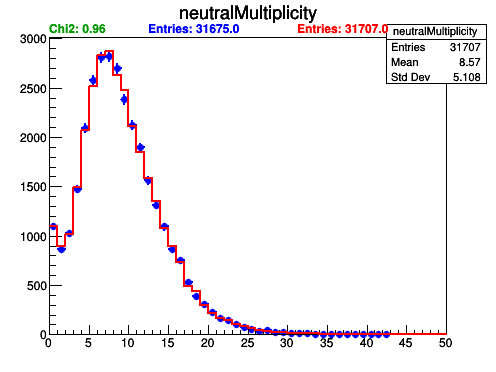 neutralMultiplicity
Chi2: 0.96 Entries: 31675.0 Entries: 31707.0
neutralMultiplicity
Entries 31707
Mean 8.57
Std Dev 5.108
3000
2500
2000
1500
1000
500
0
0 5 10 15 20 25 30 35 40 45 50